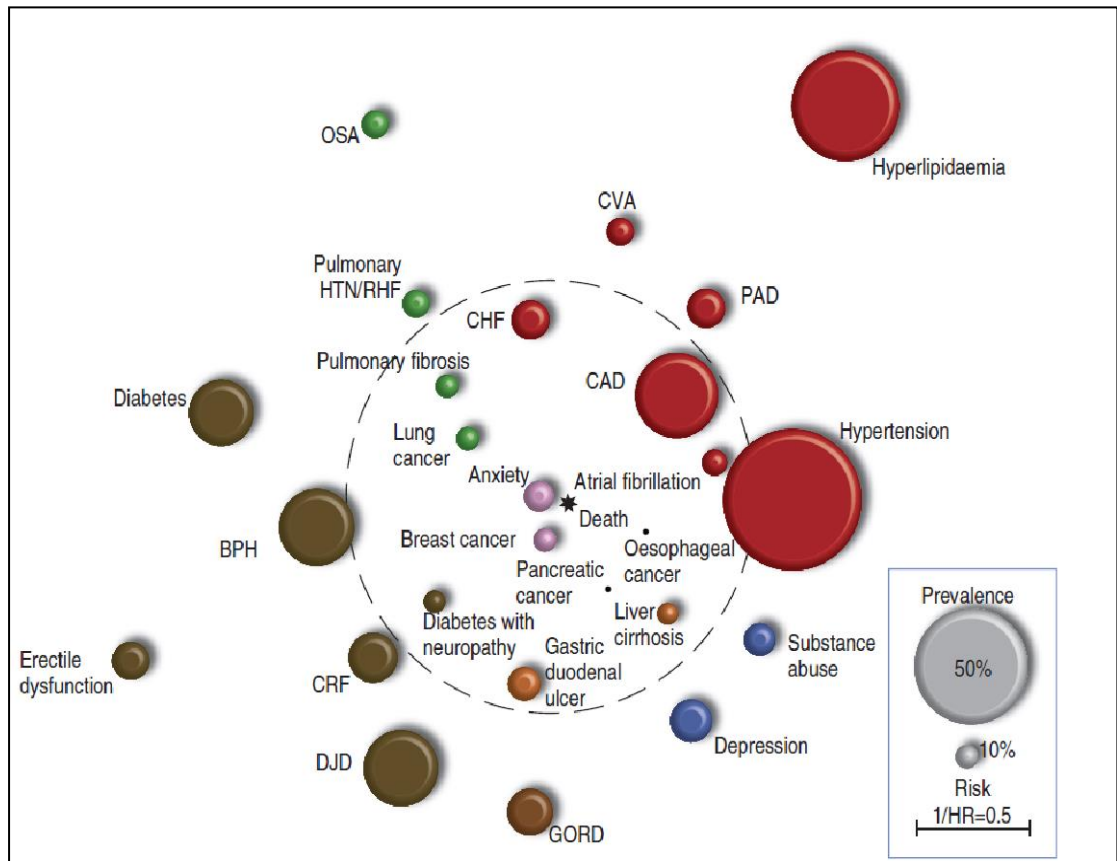 OSA
Hyperlipidaemia
CVA
Pulmonary
HTN/RHF
PAD
CHF
Pulmonary fibrosis
CAD
Diabetes
Lung
cancer
Hypertension
Anxiety
Atrial fibrillation
Death
BPH
Breast cancer
Oesophageal
cancer
Pancreatic
cancer
Diabetes with
neuropathy
Liver
cirrhosis
Substance
abuse
Erectile
dysfunction
CRF
Gastric
duodenal
ulcer
Depression
DJD
GORD
Prevalence
50%
10%
Risk
1/HR=0.5